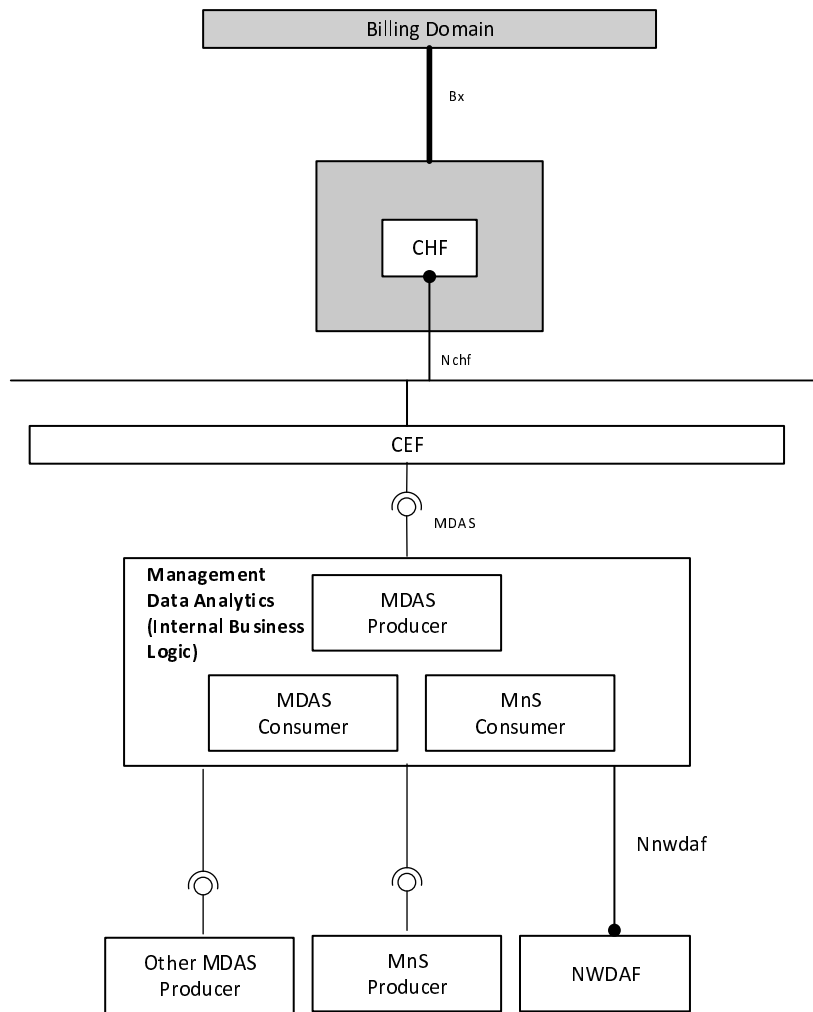 Billing Domain
Bx
CHF
Nchf
CEF
MDAS
Management
Data Analytics
(Internal Business
Logic)
MDAS
Producer
MDAS
Consumer
MnS
Consumer
Nnwdaf
Other MDAS
Producer
MnS
Producer
NWDAF